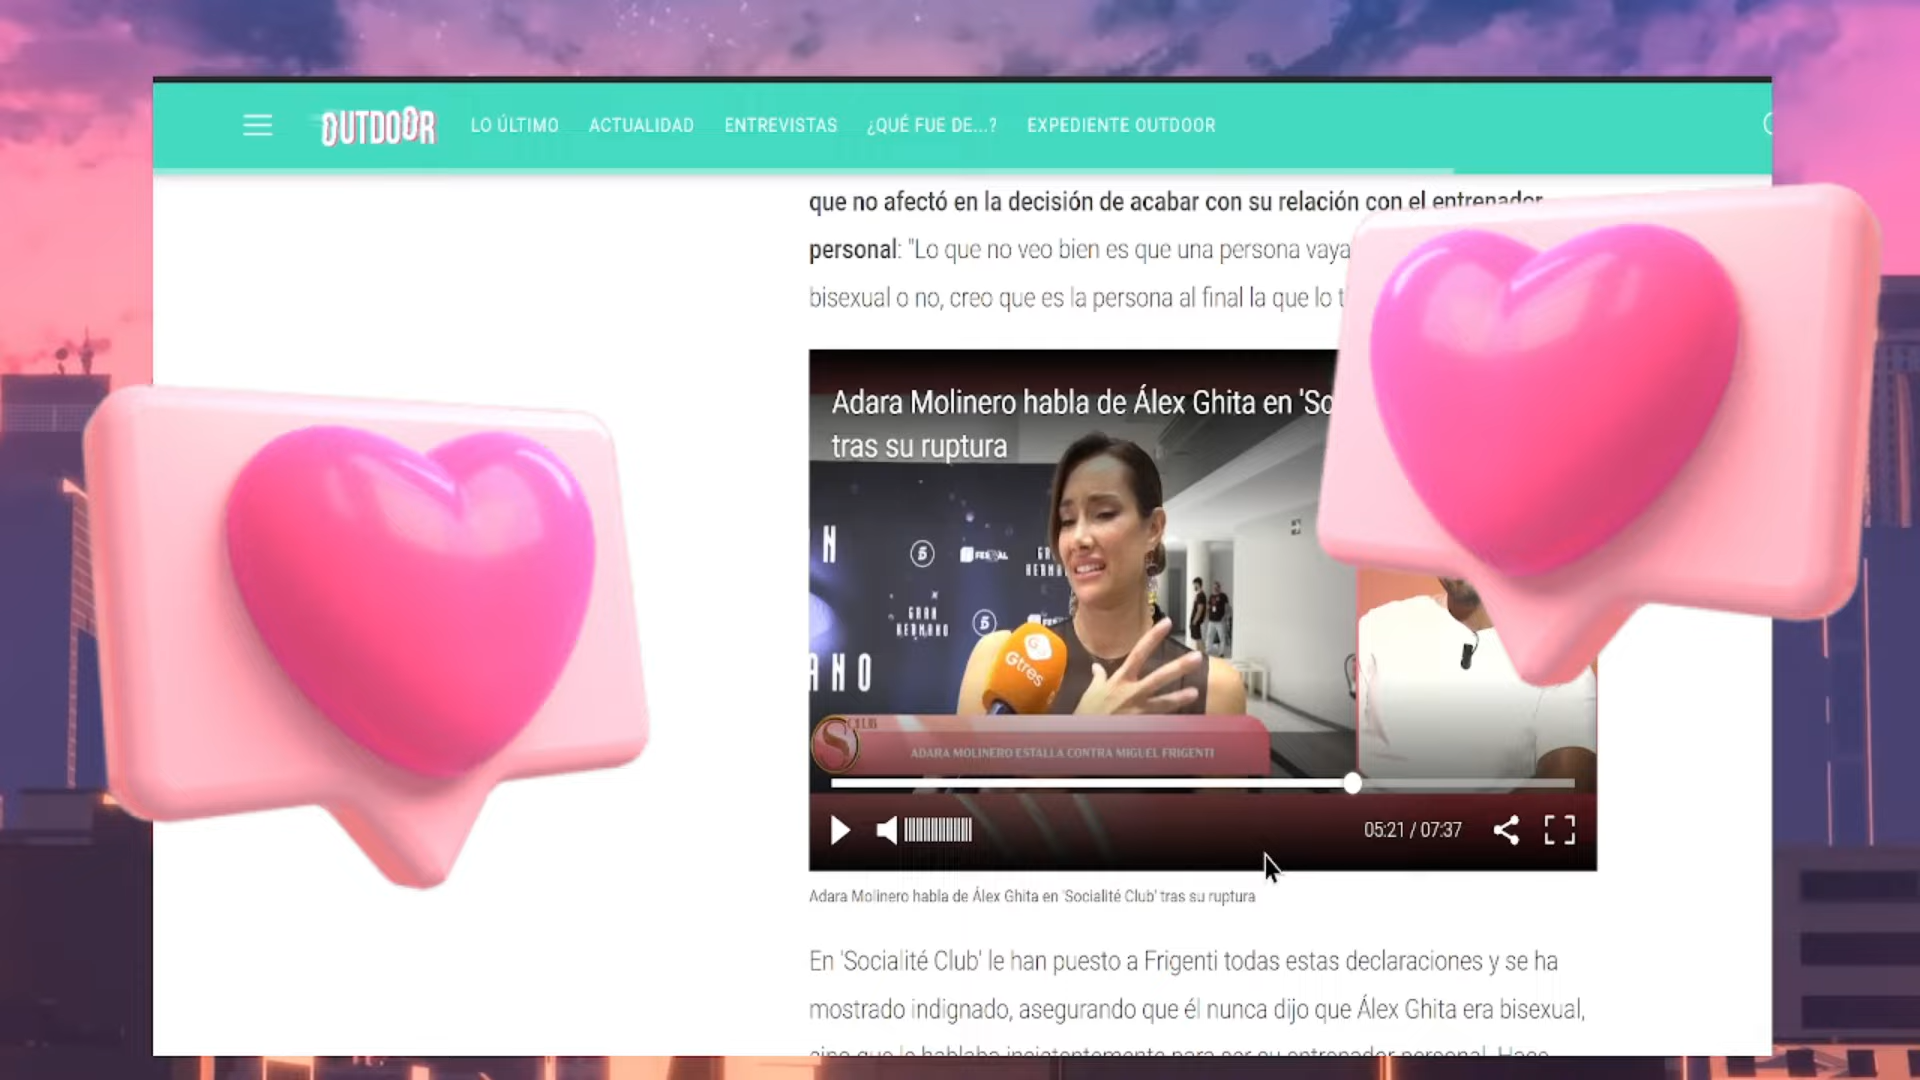 OUTDOOR LO ÚLTIMO ACTUALIDAD ENTREVISTAS ¿QUÉ FUE DE...? EXPEDIENTE OUTDOOR
que no afectó en la decisión de acabar con su relación con el entrenador
personal: "Lo que no veo bien es que una persona vaya
bisexual o no, creo que es la persona al final la que lo t
Adara Molinero habla de Álex Ghita en 'So
tras su ruptura
GRAN
HERMANO
Gtres
CLUB
ADARA MOLINERO ESTALLA CONTRA MIGUEL FRIGENTI
05:21 / 07:37
Adara Molinero habla de Álex Ghita en 'Socialité Club' tras su ruptura
En 'Socialité Club' le han puesto a Frigenti todas estas declaraciones y se ha
mostrado indignado, asegurando que él nunca dijo que Álex Ghita era bisexual,